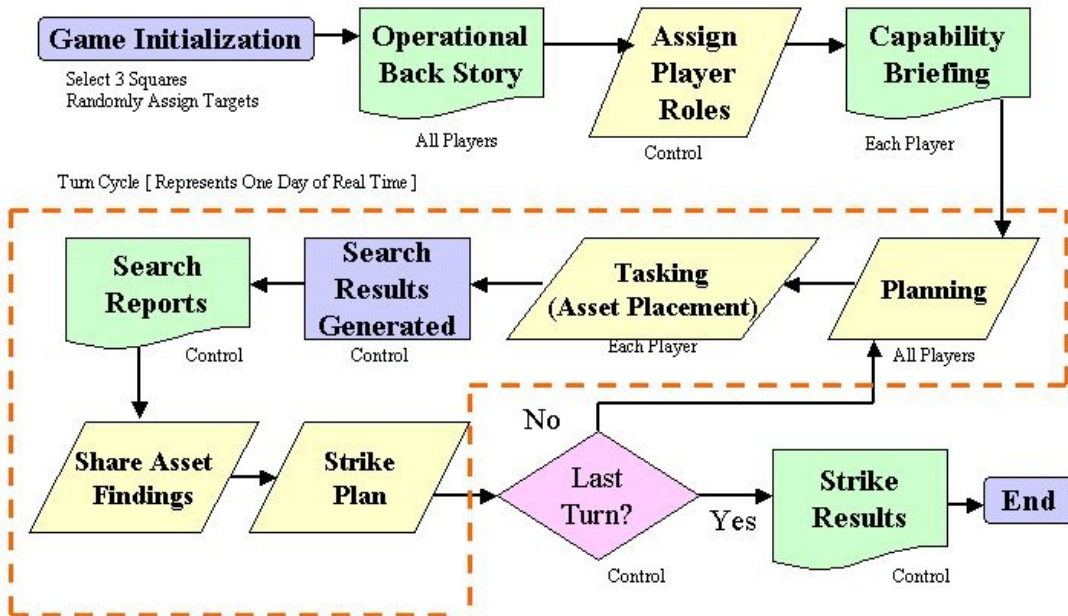 Game Initialization
Select 3 Squares
Randomly Assign Targets
Operational
Back Story
All Players
Assign
Player
Roles
Control
Capability
Briefing
Each Player
Turn Cycle [ Represents One Day of Real Time ]
Planning
All Players
Tasking
(Asset Placement)
Each Player
Search
Results
Generated
Control
Search
Reports
Control
Share Asset
Findings
Strike
Plan
Last
Turn?
Control
No
Yes
Strike
Results
Control
End